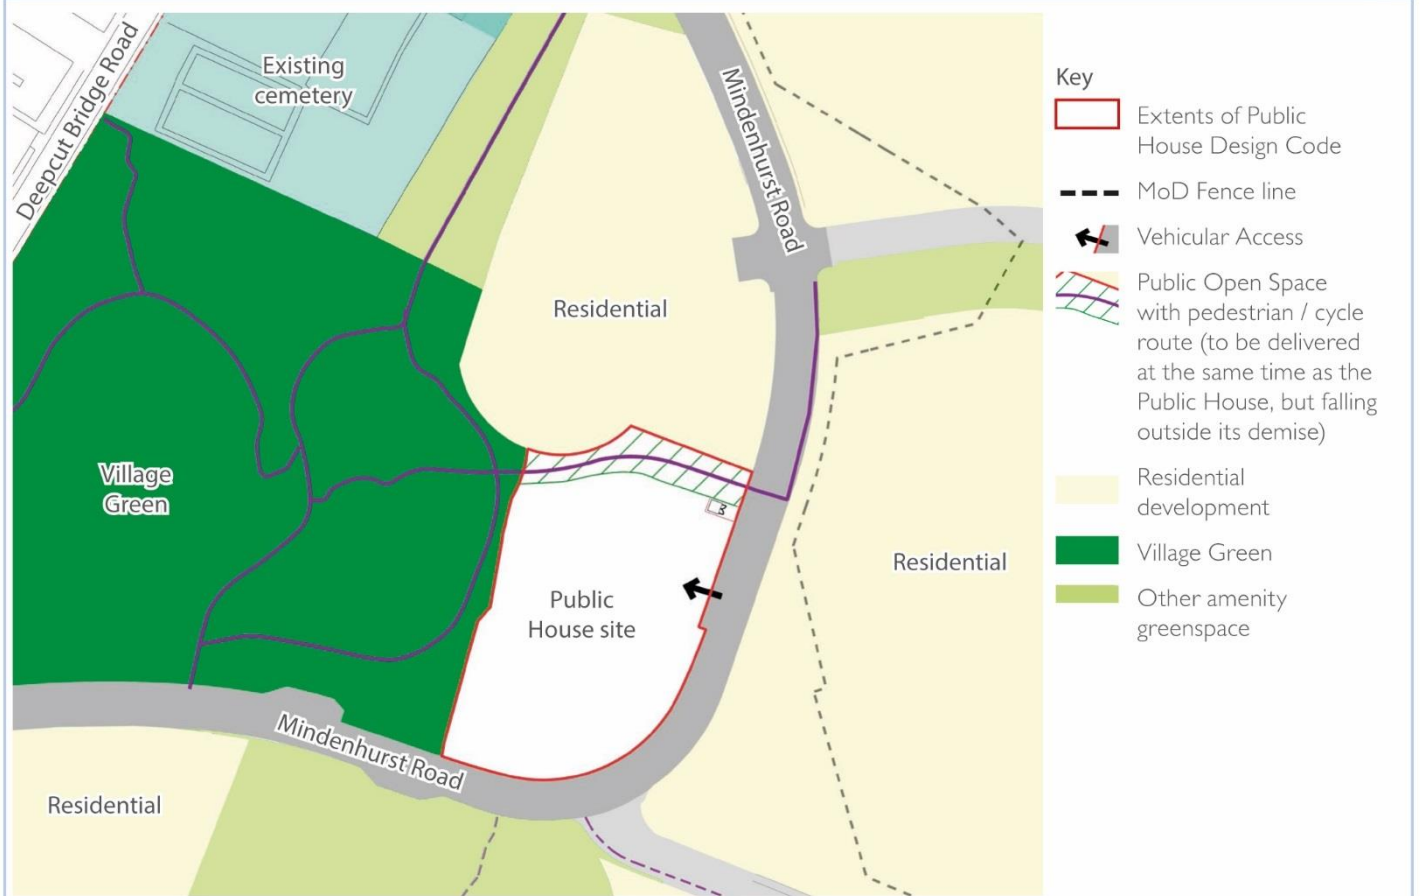 Deepcut Bridge Road
Existing
cemetery
Mindenhurst Road
Residential
Village
Green
Public
House site
Residential
Mindenhurst Road
Residential
Key
Extents of Public
House Design Code
MoD Fence line
Vehicular Access
Public Open Space
with pedestrian / cycle
route (to be delivered
at the same time as the
Public House, but falling
outside its demise)
Residential
development
Village Green
Other amenity
greenspace